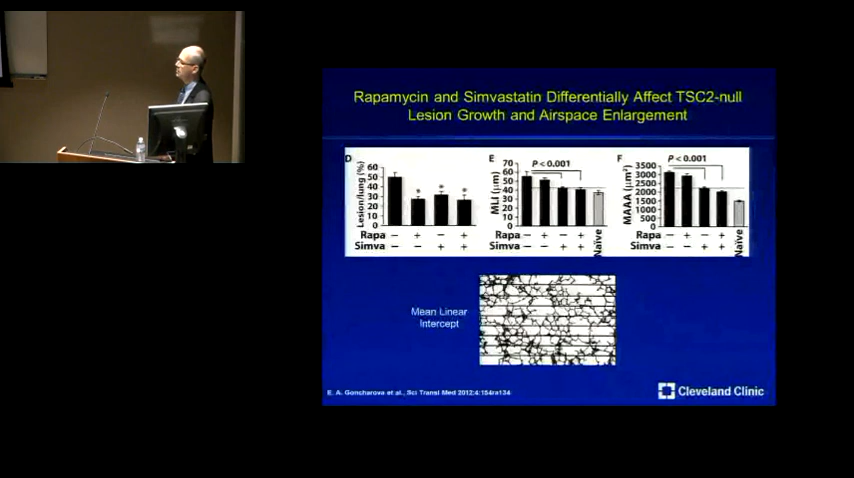 Rapamycin and Simvastatin Differentially Affect TSC2-null
Lesion Growth and Airspace Enlargement
D
Lesion/lung (%)
60
50
40
30
20
10
0
* * *
Rapa – + – +
Simva – – + +
E
P < 0.001
MLI (µm)
70
60
50
40
30
20
10
0
Rapa – + – +
Simva – – + +
Naïve
F
P < 0.001
MAAA (µm²)
3500
3000
2500
2000
1500
1000
500
0
Rapa – + – +
Simva – – + +
Naïve
Mean Linear
Intercept
E. A. Goncharova et al., Sci Transl Med 2012;4:154ra134
Cleveland Clinic